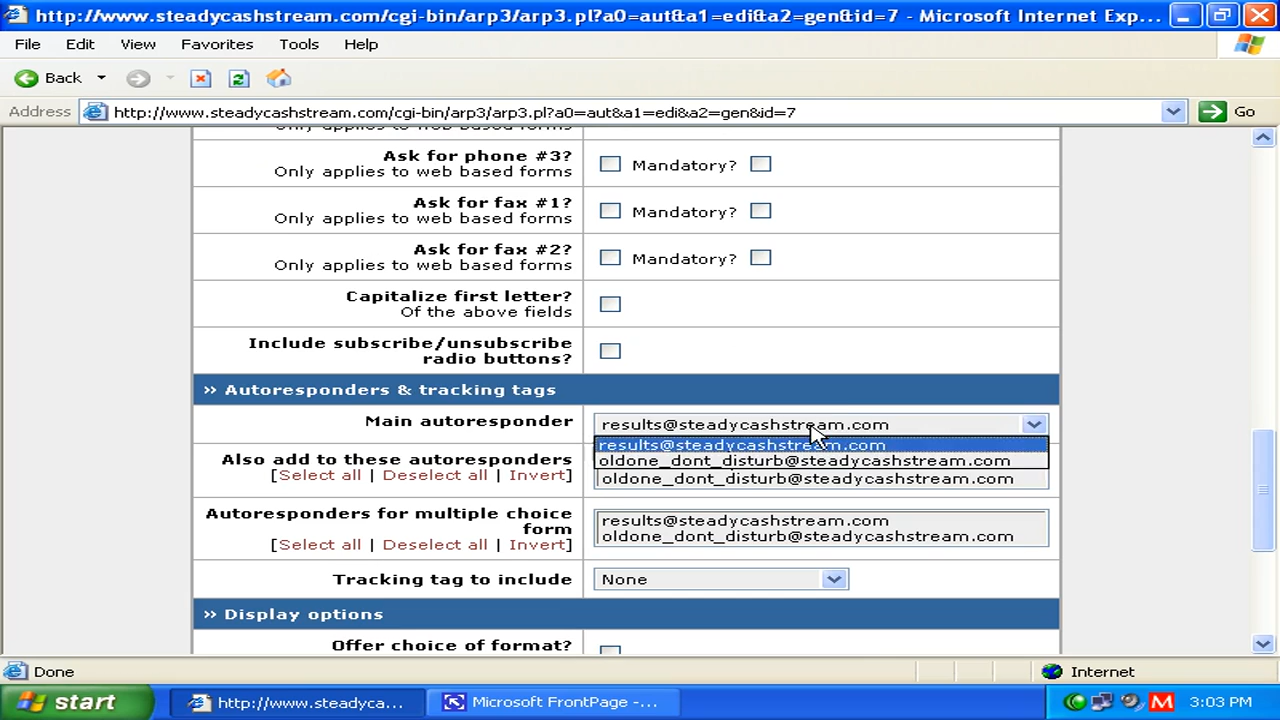 http://www.steadycashstream.com/cgi-bin/arp3/arp3.pl?a0=aut&a1=edi&a2=gen&id=7 - Microsoft Internet Exp...
File Edit View Favorites Tools Help
Back
Address http://www.steadycashstream.com/cgi-bin/arp3/arp3.pl?a0=aut&a1=edi&a2=gen&id=7 Go
Only applies to web based forms
Ask for phone #3?
Only applies to web based forms
Mandatory?
Ask for fax #1?
Only applies to web based forms
Mandatory?
Ask for fax #2?
Only applies to web based forms
Mandatory?
Capitalize first letter?
Of the above fields
Include subscribe/unsubscribe
radio buttons?
» Autoresponders & tracking tags
Main autoresponder
results@steadycashstream.com
results@steadycashstream.com
oldone_dont_disturb@steadycashstream.com
Also add to these autoresponders
[Select all | Deselect all | Invert]
oldone_dont_disturb@steadycashstream.com
Autoresponders for multiple choice
form
[Select all | Deselect all | Invert]
results@steadycashstream.com
oldone_dont_disturb@steadycashstream.com
Tracking tag to include
None
» Display options
Offer choice of format?
Done
Internet
start
http://www.steadyca...
Microsoft FrontPage -...
M
3:03 PM